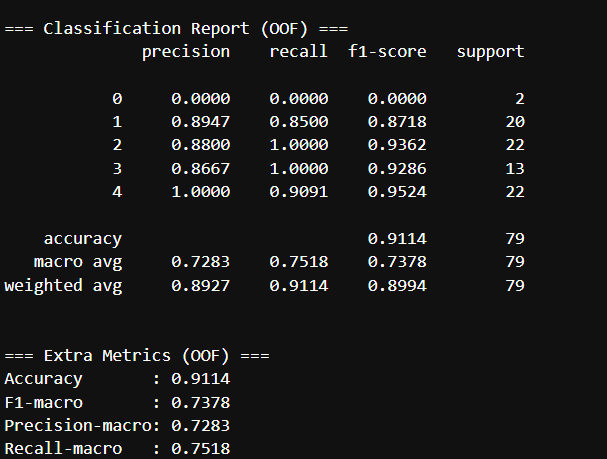 === Classification Report (OOF) ===
precision recall f1-score support
0 0.0000 0.0000 0.0000 2
1 0.8947 0.8500 0.8718 20
2 0.8800 1.0000 0.9362 22
3 0.8667 1.0000 0.9286 13
4 1.0000 0.9091 0.9524 22
accuracy 0.9114 79
macro avg 0.7283 0.7518 0.7378 79
weighted avg 0.8927 0.9114 0.8994 79
=== Extra Metrics (OOF) ===
Accuracy : 0.9114
F1-macro : 0.7378
Precision-macro: 0.7283
Recall-macro : 0.7518